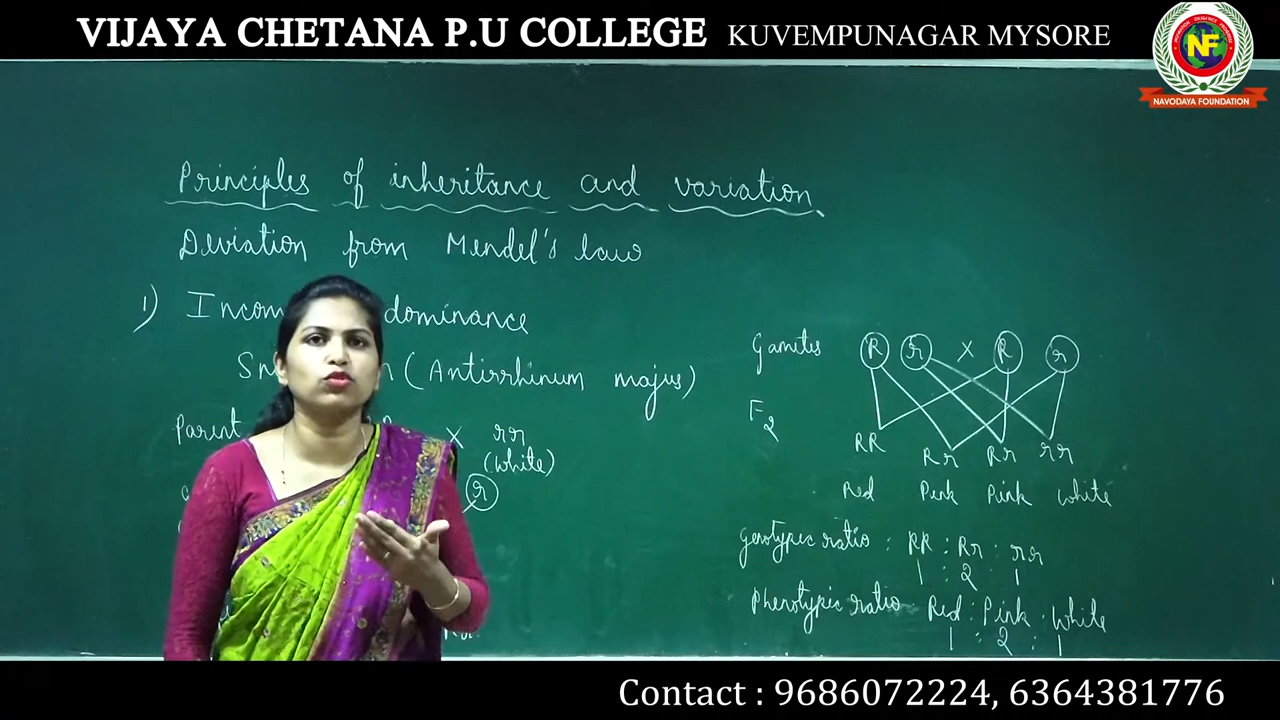 VIJAYA CHETANA P.U COLLEGE KUVEMPUNAGAR MYSORE
NF
NAVODAYA FOUNDATION
Principles of inheritance and variation.
Deviation from Mendel's law
1) Incom dominance
Sn n (Antirrhinum majus)
Parent X rr
(White)
r
Gametes R r X R r
F2
RR Rr Rr rr
Red Pink Pink White
Genotypic ratio : RR : Rr : rr
1 : 2 : 1
Phenotypic ratio Red : Pink : White
1 : 2 : 1
Contact : 9686072224, 6364381776